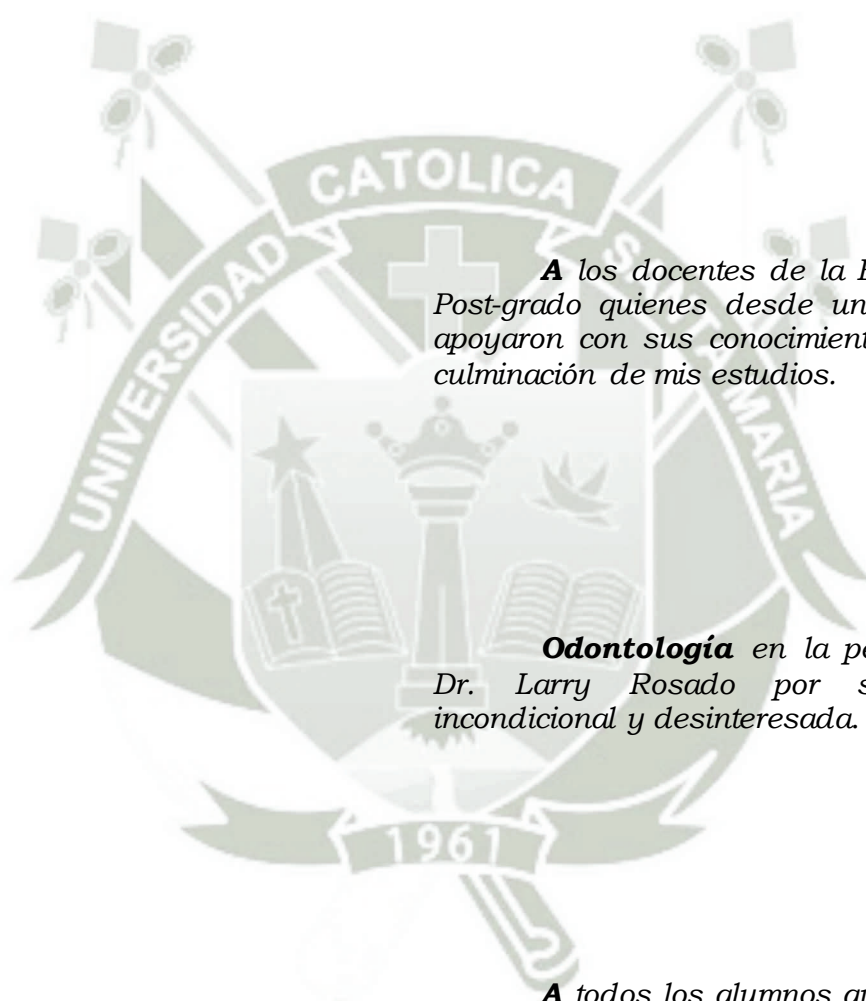 CATOLICA
UNIVERSIDAD
MARIA
A los docentes de la
Post-grado quienes desde un
apoyaron con sus
culminación de mis estudios.
Odontología en la
Dr. Larry Rosado por
incondicional y desinteresada.
1961
A todos los alumnos